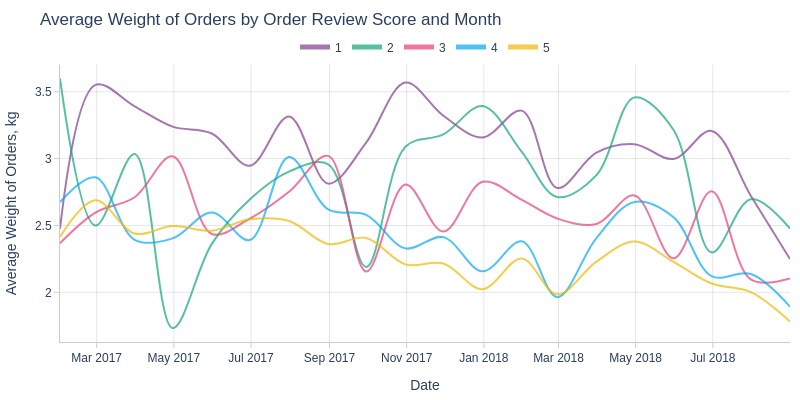 Average Weight of Orders by Order Review Score and Month
1 2 3 4 5
Average Weight of Orders, kg
3.5
3
2.5
2
Mar 2017 May 2017 Jul 2017 Sep 2017 Nov 2017 Jan 2018 Mar 2018 May 2018 Jul 2018
Date